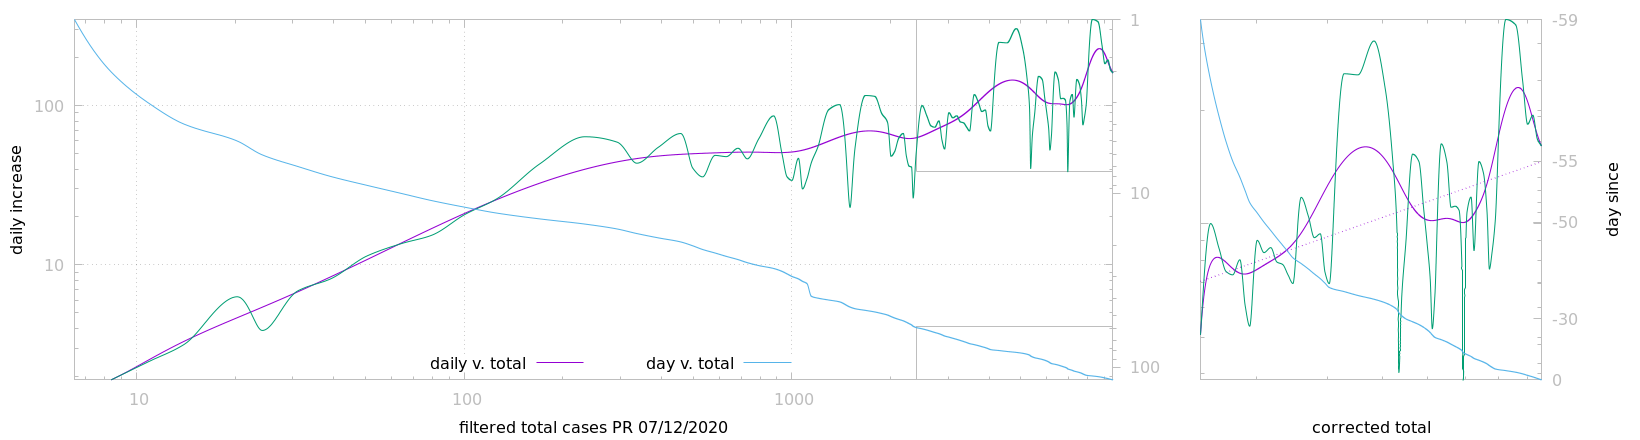 daily increase
100
10
daily v. total
day v. total
10
100
1000
filtered total cases PR 07/12/2020
1
10
100
-59
-55
-50
-30
0
day since
corrected total